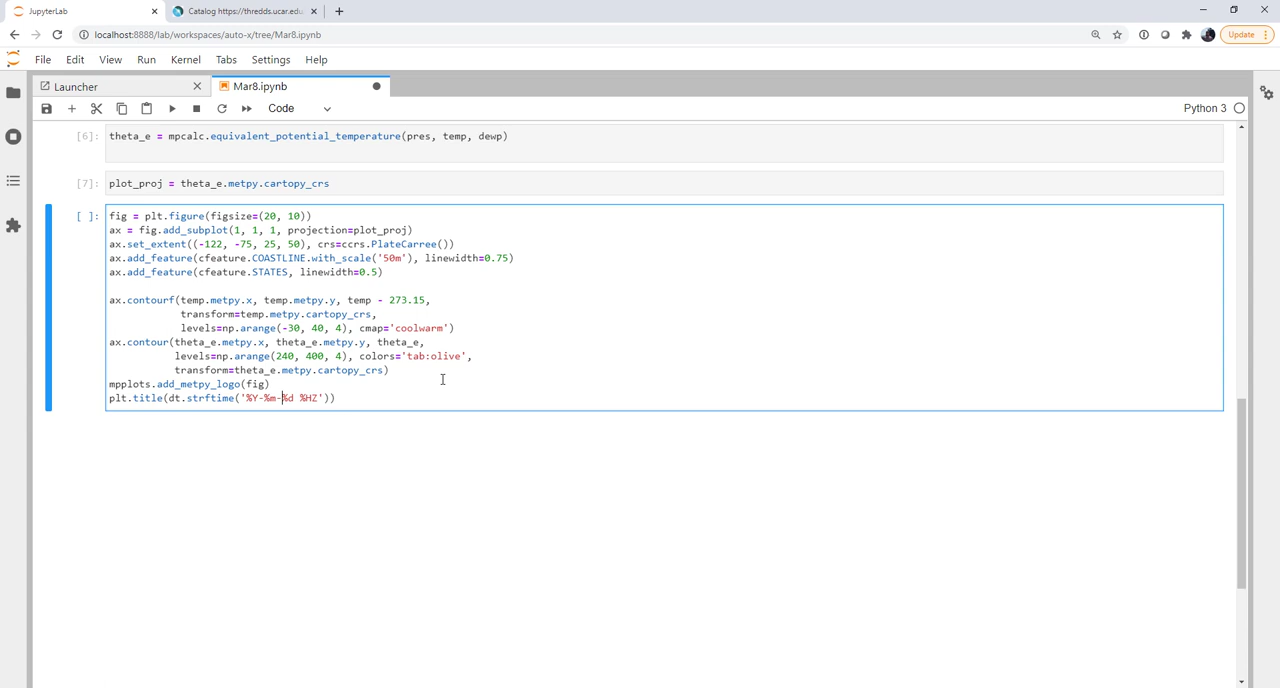 JupyterLab
Catalog https://thredds.ucar.edu
localhost:8888/lab/workspaces/auto-x/tree/Mar8.ipynb
Update
File Edit View Run Kernel Tabs Settings Help
Launcher
Mar8.ipynb
Code
Python 3
[6]: theta_e = mpcalc.equivalent_potential_temperature(pres, temp, dewp)
[7]: plot_proj = theta_e.metpy.cartopy_crs
[ ]: fig = plt.figure(figsize=(20, 10))
ax = fig.add_subplot(1, 1, 1, projection=plot_proj)
ax.set_extent((-122, -75, 25, 50), crs=ccrs.PlateCarree())
ax.add_feature(cfeature.COASTLINE.with_scale('50m'), linewidth=0.75)
ax.add_feature(cfeature.STATES, linewidth=0.5)
ax.contourf(temp.metpy.x, temp.metpy.y, temp - 273.15,
transform=temp.metpy.cartopy_crs,
levels=np.arange(-30, 40, 4), cmap='coolwarm')
ax.contour(theta_e.metpy.x, theta_e.metpy.y, theta_e,
levels=np.arange(240, 400, 4), colors='tab:olive',
transform=theta_e.metpy.cartopy_crs)
mpplots.add_metpy_logo(fig)
plt.title(dt.strftime('%Y-%m-%d %HZ'))